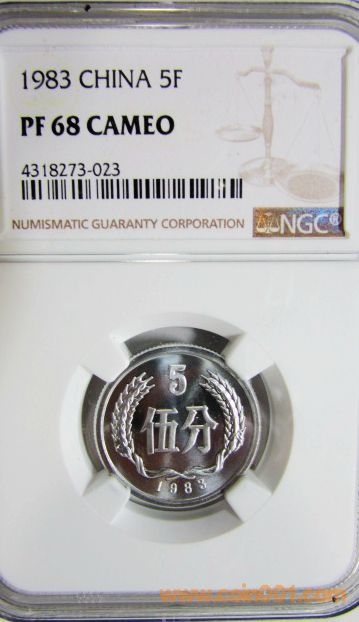 1983 CHINA 5F
PF 68 CAMEO
4318273-023
NUMISMATIC GUARANTY CORPORATION
NGC®
5
伍分
1983
www.coin001.com